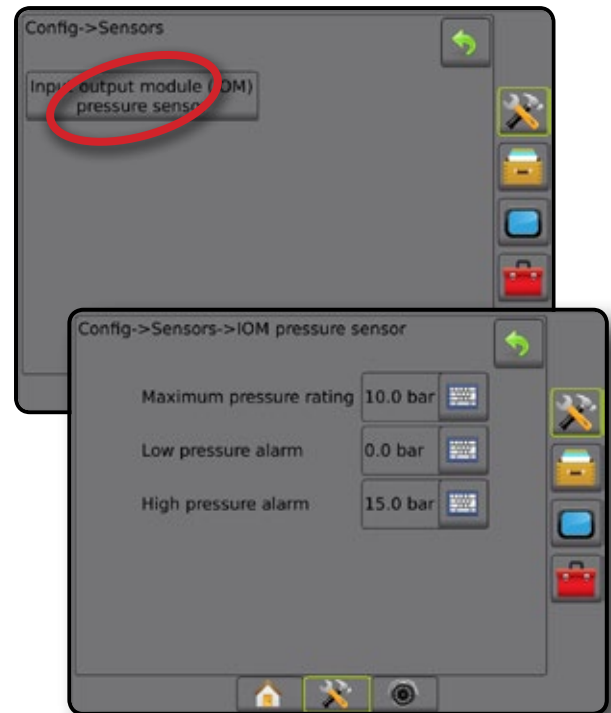 Config->Sensors
Input output module (IOM)
pressure sensor
Config->Sensors->IOM pressure sensor
Maximum pressure rating 10.0 bar
Low pressure alarm 0.0 bar
High pressure alarm 15.0 bar